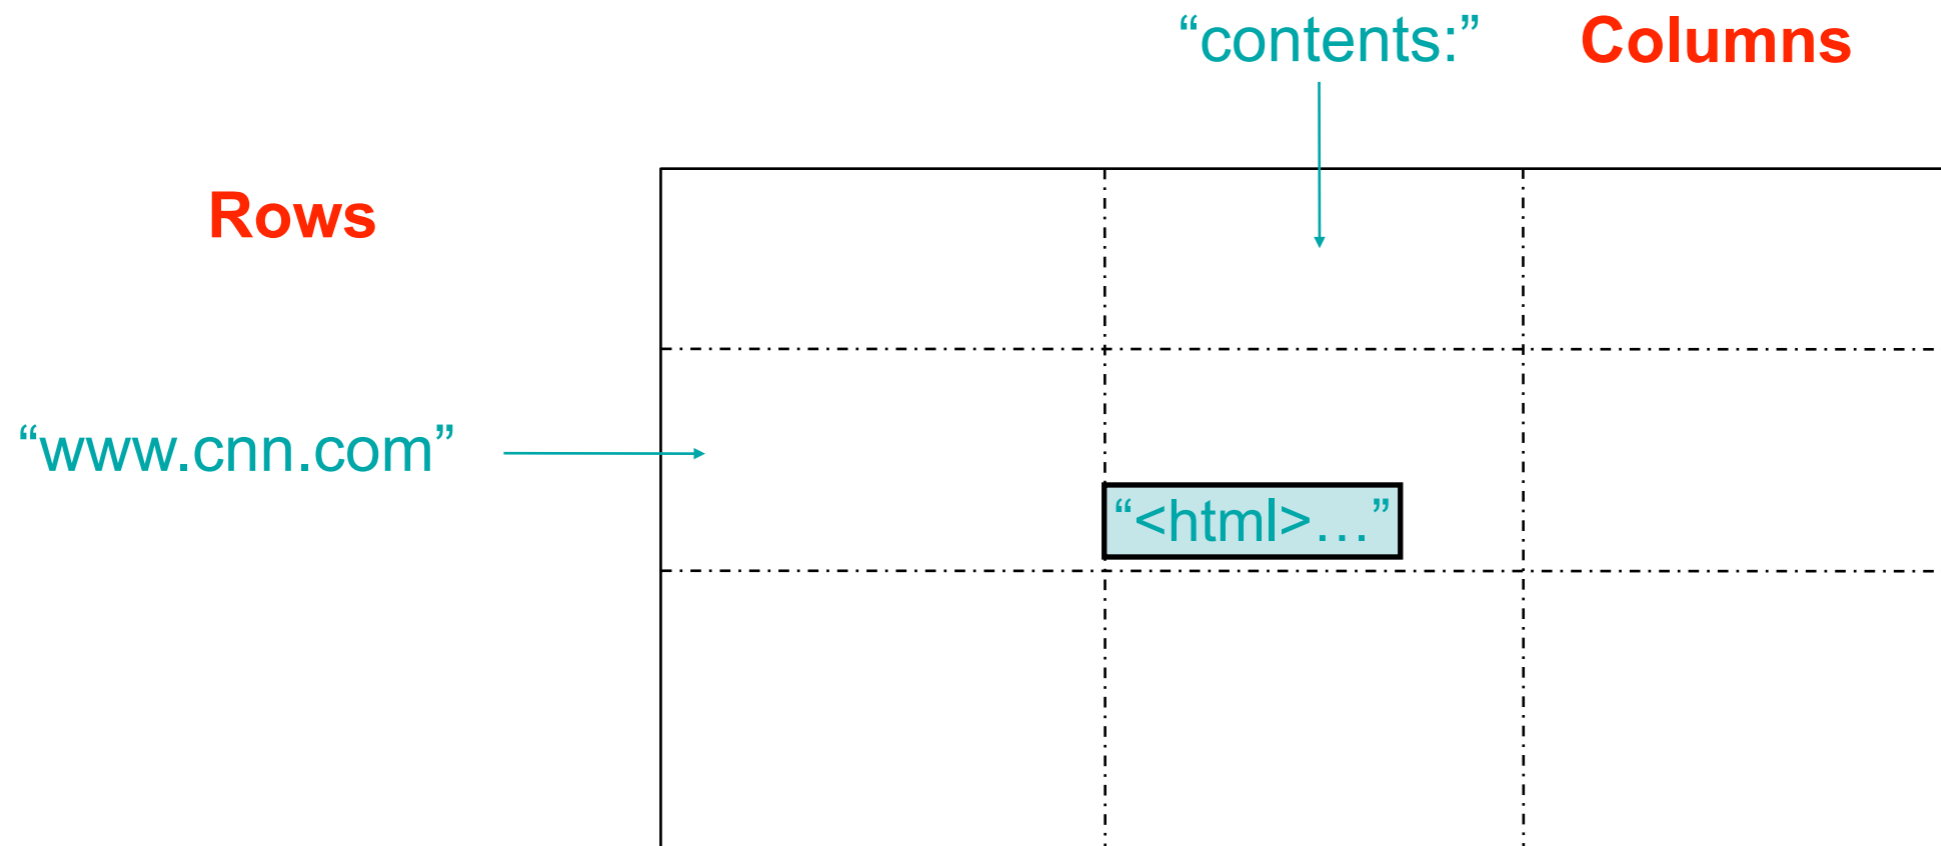 “contents:” Columns
Rows
“www.cnn.com”
“<html>…”